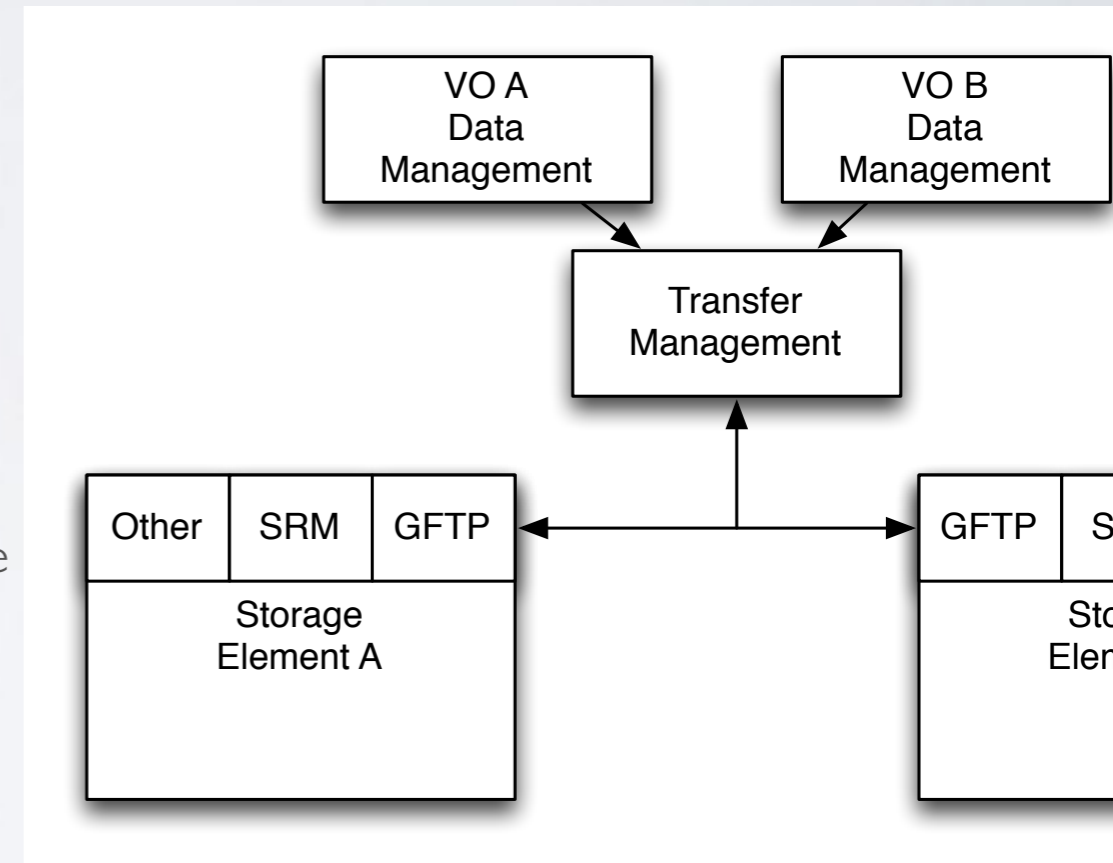 VO A
Data
Management
VO B
Data
Management
Transfer
Management
Other
SRM
GFTP
Storage
Element A
GFTP